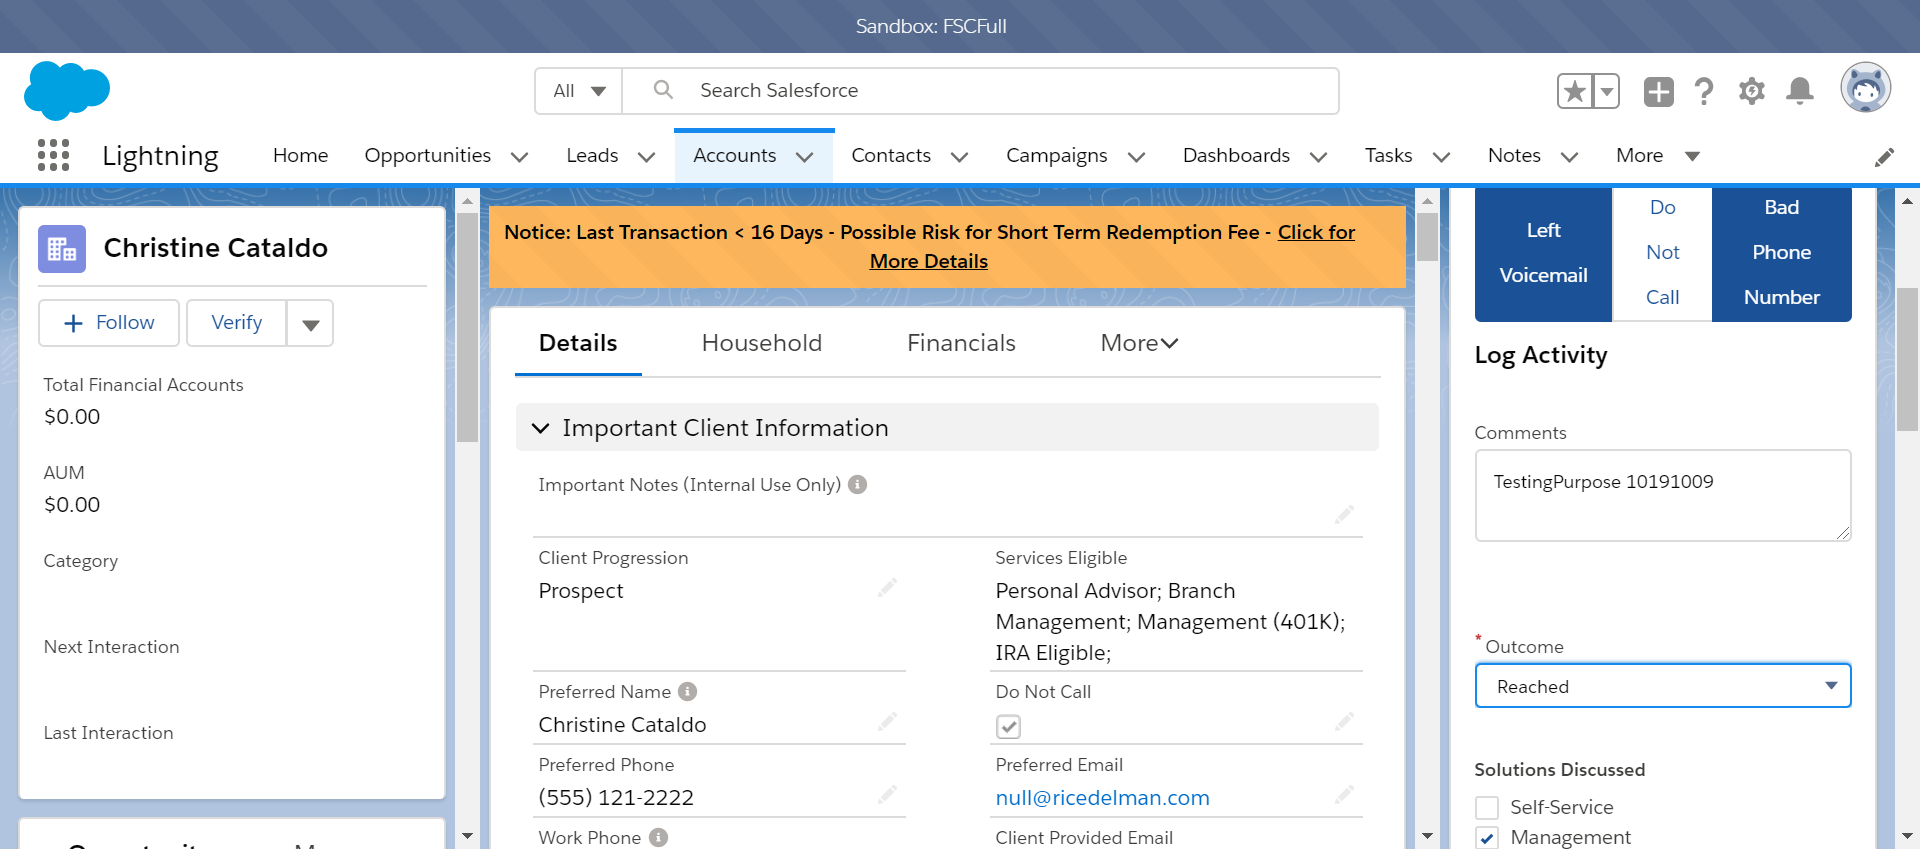 Sandbox: FSCFull
All
Search Salesforce
Lightning
Home
Opportunities
Leads
Accounts
Contacts
Campaigns
Dashboards
Tasks
Notes
More
Christine Cataldo
Follow
Verify
Total Financial Accounts
$0.00
AUM
$0.00
Category
Next Interaction
Last Interaction
Notice: Last Transaction < 16 Days - Possible Risk for Short Term Redemption Fee - Click for
More Details
Details
Household
Financials
More
Important Client Information
Important Notes (Internal Use Only)
Client Progression
Prospect
Services Eligible
Personal Advisor; Branch
Management; Management (401K);
IRA Eligible;
Preferred Name
Christine Cataldo
Do Not Call
Preferred Phone
(555) 121-2222
Preferred Email
null@ricedelman.com
Work Phone
Client Provided Email
Left
Voicemail
Do
Not
Call
Bad
Phone
Number
Log Activity
Comments
TestingPurpose 10191009
* Outcome
Reached
Solutions Discussed
Self-Service
Management